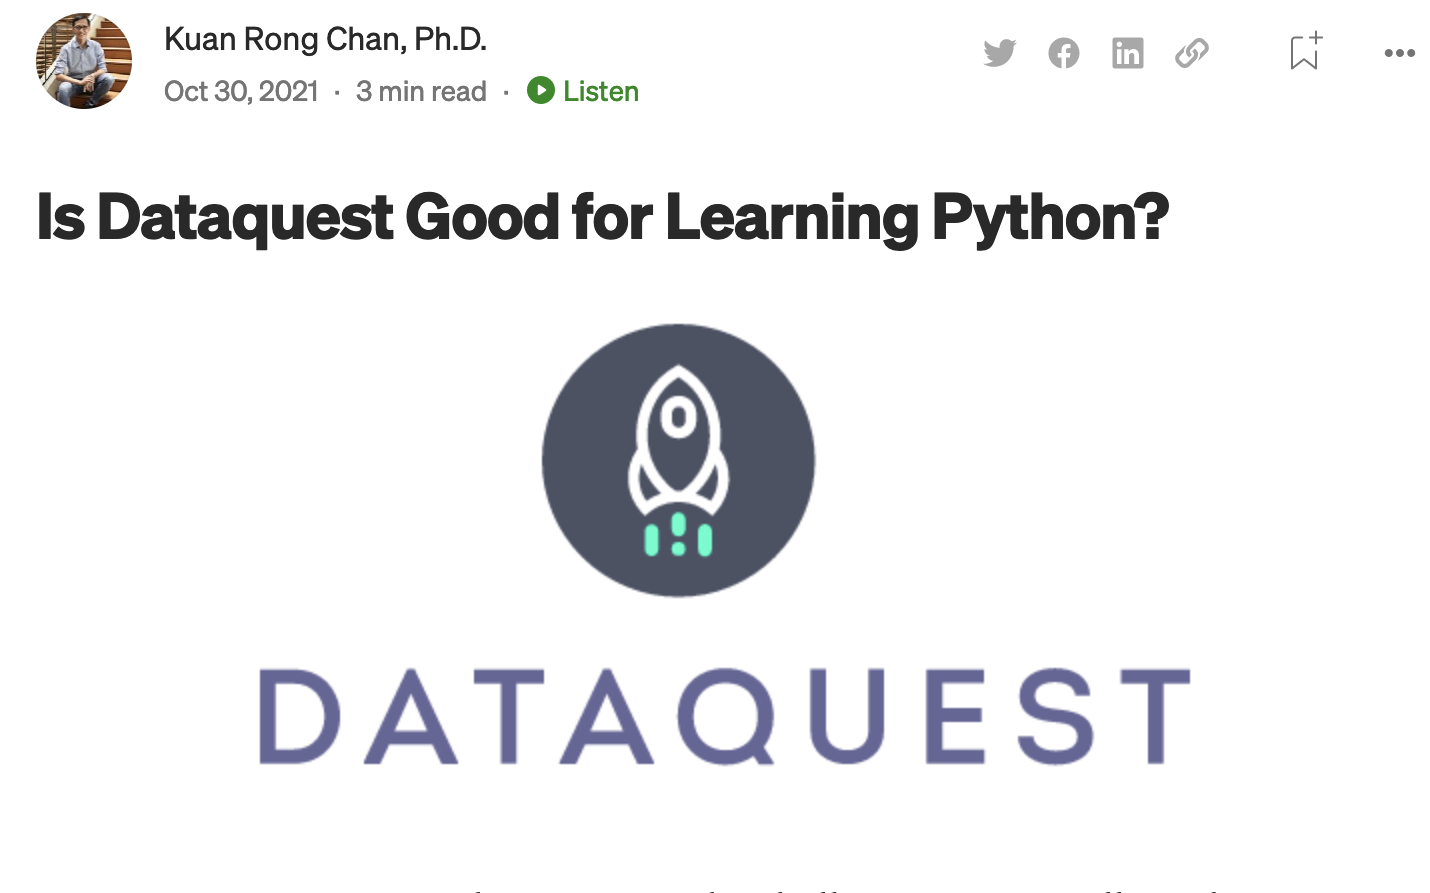 Kuan Rong Chan, Ph.D.
Oct 30, 2021 · 3 min read · Listen
Is Dataquest Good for Learning Python?
DATAQUEST